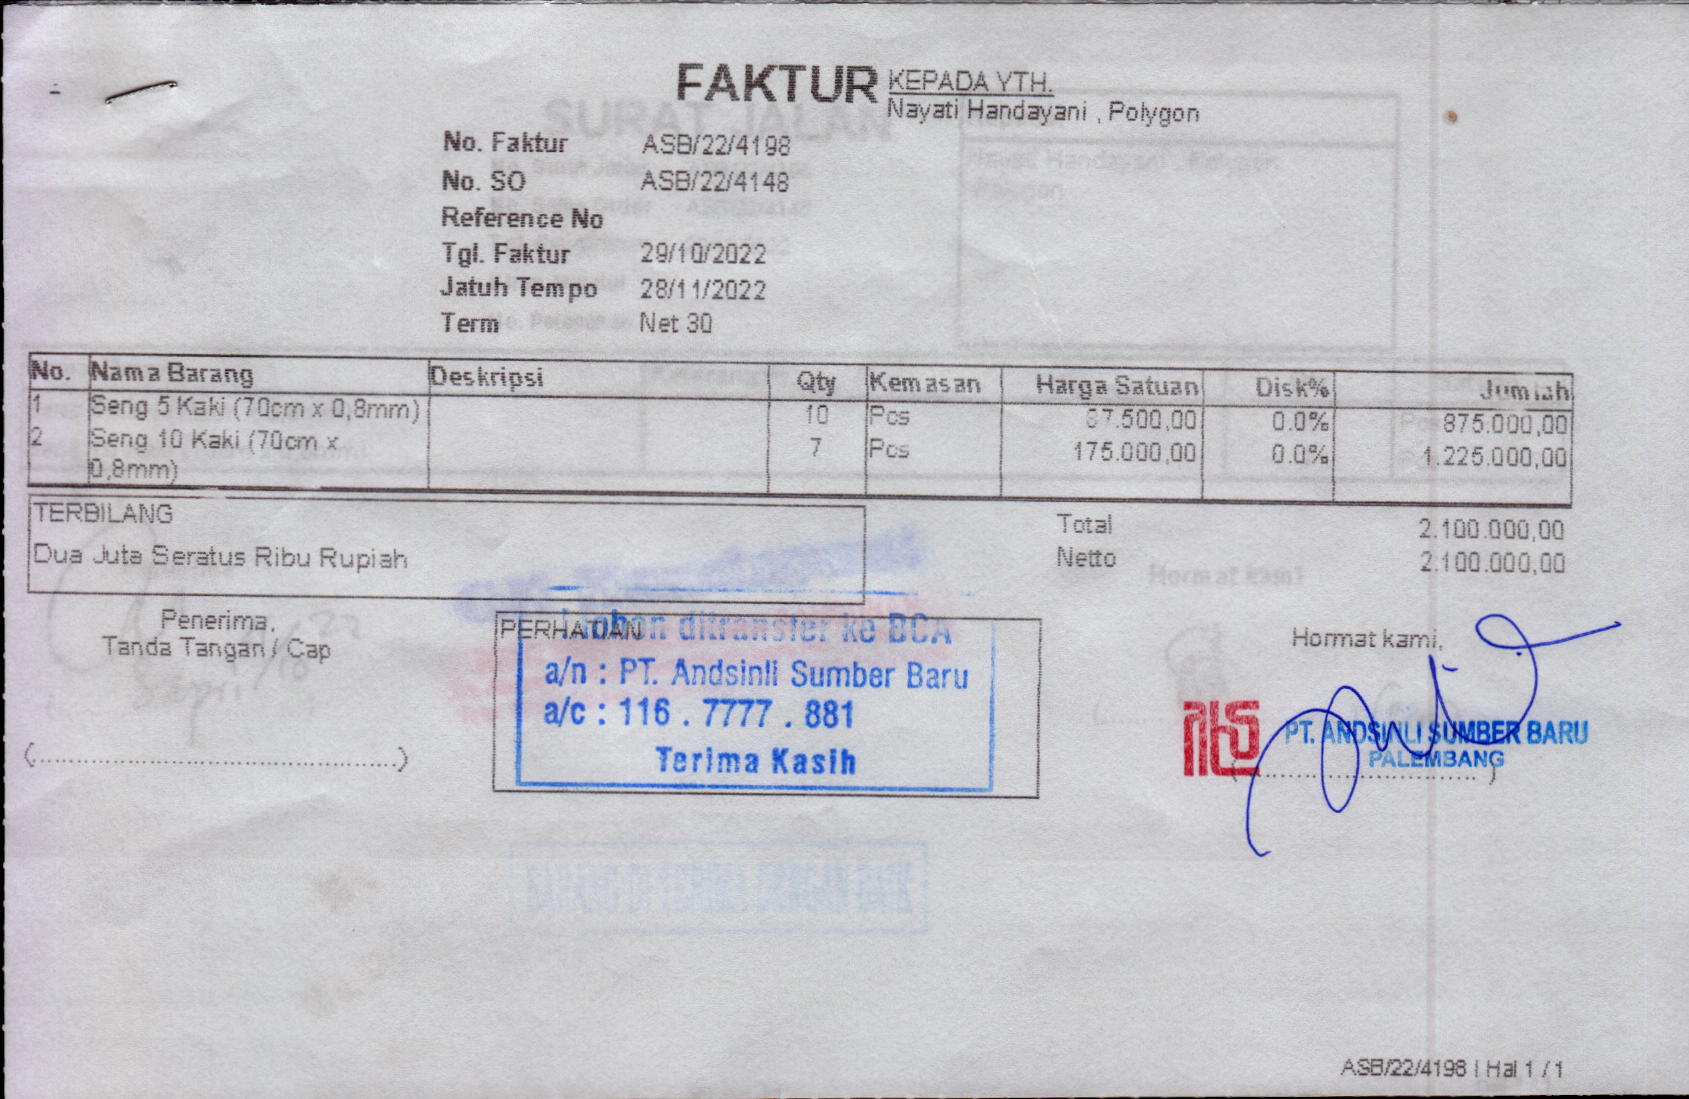 FAKTUR
KEPADA YTH.
Nayati Handayani , Polygon
No. Faktur ASB/22/4198
No. SO ASB/22/4148
Reference No
Tgl. Faktur 29/10/2022
Jatuh Tempo 28/11/2022
Term Net 30
No. Nama Barang Deskripsi Qty Kemasan Harga Satuan Disk% Jumlah
1 Seng 5 Kaki (70cm x 0,8mm) 10 Pcs 87.500,00 0.0% 875.000,00
2 Seng 10 Kaki (70cm x 7 Pcs 175.000,00 0.0% 1.225.000,00
0,8mm)
TERBILANG
Dua Juta Seratus Ribu Rupiah
Total 2.100.000,00
Netto 2.100.000,00
Penerima,
Tanda Tangan / Cap
(....................................................)
PERHATIAN
Mohon ditransfer ke BCA
a/n : PT. Andsinli Sumber Baru
a/c : 116 . 7777 . 881
Terima Kasih
Hormat kami,
PT. ANDSINLI SUMBER BARU
PALEMBANG
(....................................)
ASB/22/4198 | Hal 1 / 1